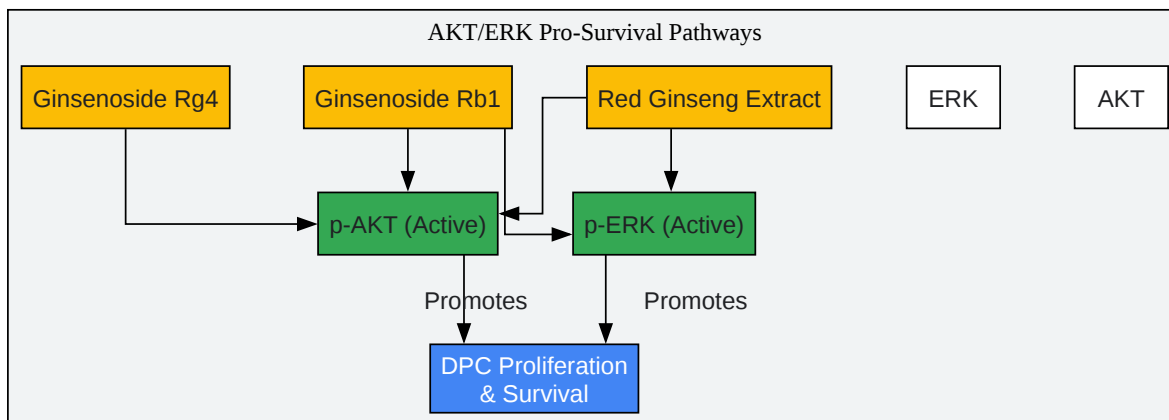 AKT/ERK Pro-Survival Pathways
Ginsenoside Rg4
Ginsenoside Rb1
Red Ginseng Extract
ERK
AKT
p-AKT (Active)
p-ERK (Active)
Promotes
Promotes
DPC Proliferation
& Survival